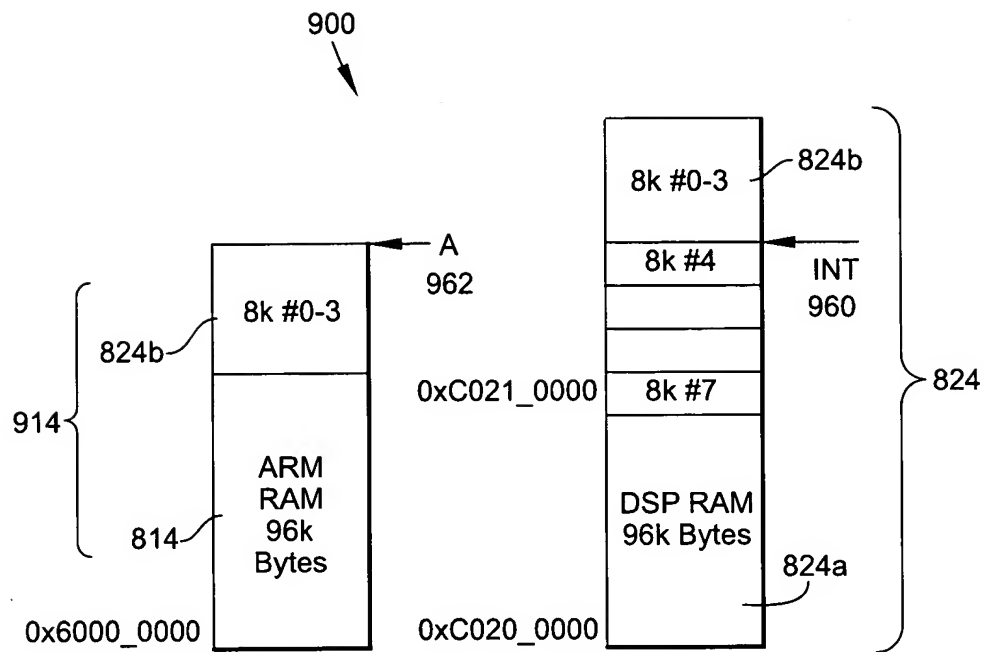 900
8k #0-3
824b
A
962
8k #4
INT
960
8k #0-3
824b
824
0xC021_0000
8k #7
914
ARM
RAM
96k
Bytes
814
DSP RAM
96k Bytes
824a
0x6000_0000
0xC020_0000